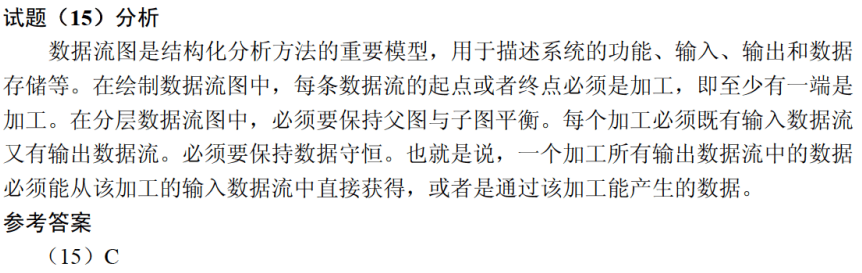 试题（15）分析
数据流图是结构化分析方法的重要模型，用于描述系统的功能、输入、输出和数据
存储等。在绘制数据流图中，每条数据流的起点或者终点必须是加工，即至少有一端是
加工。在分层数据流图中，必须要保持父图与子图平衡。每个加工必须既有输入数据流
又有输出数据流。必须要保持数据守恒。也就是说，一个加工所有输出数据流中的数据
必须能从该加工的输入数据流中直接获得，或者是通过该加工能产生的数据。
参考答案
（15）C